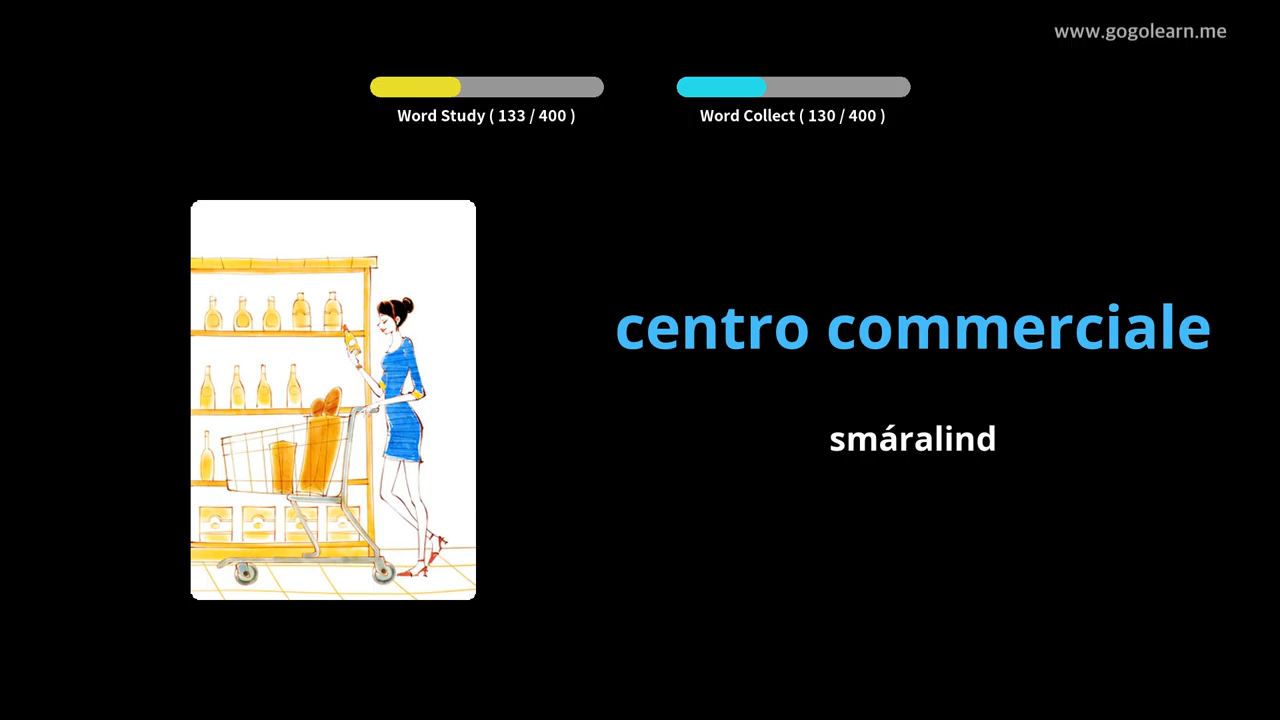 www.gogolearn.me
Word Study ( 133 / 400 )
Word Collect ( 130 / 400 )
centro commerciale
smáralind